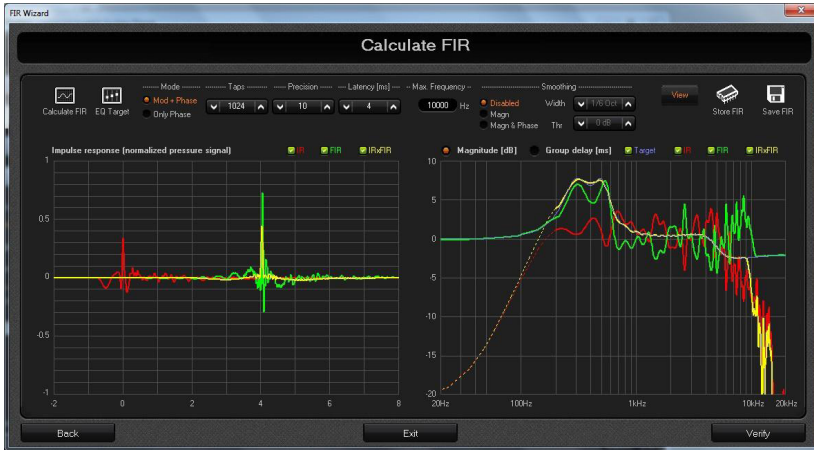 FIR Wizard
Calculate FIR
Mode Taps Precision Latency [ms] Max. Frequency Smoothing
Mod + Phase
Only Phase
1024
10
4
10000 Hz
Disabled
Magn
Magn & Phase
Width 1/6 Oct
Thr 0 dB
View
Calculate FIR EQ Target Store FIR Save FIR
Impulse response (normalized pressure signal) IR FIR IRxFIR
Magnitude [dB] Group delay [ms] Target IR FIR IRxFIR
1
0.5
0
-0.5
-1
-2 0 2 4 6 8
10
5
0
-5
-10
-15
-20
20Hz 100Hz 1kHz 10kHz 20kHz
Back Exit Verify